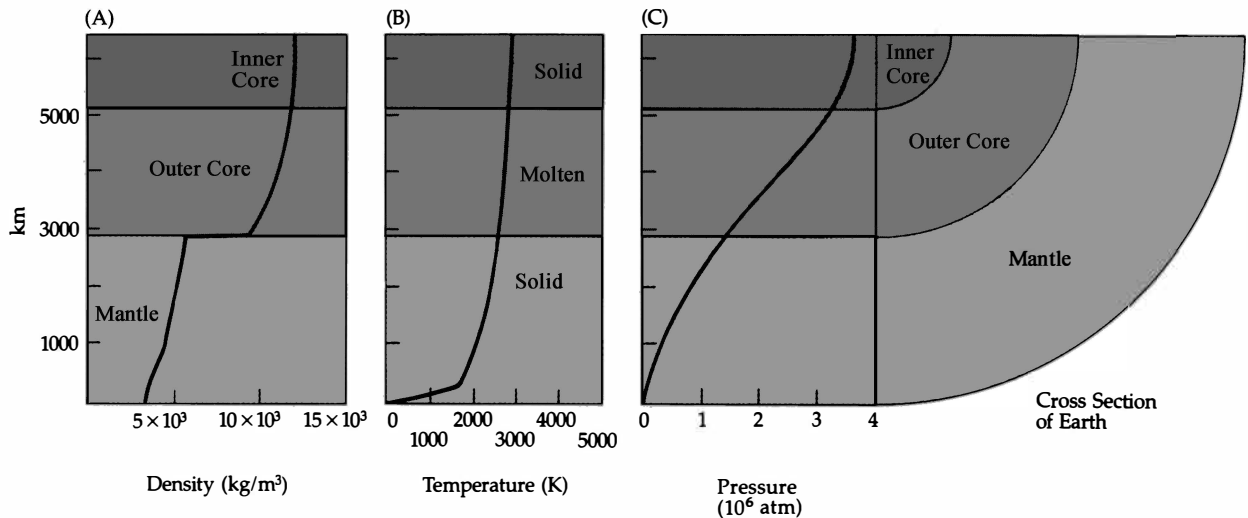 (A)
Inner
Core
5000
Outer Core
km
3000
Mantle
1000
5 × 10³
10 × 10³
15 × 10³
Density (kg/m³)
(B)
Solid
Molten
Solid
0
1000
2000
3000
4000
5000
Temperature (K)
(C)
Inner
Core
Outer Core
Mantle
0
1
2
3
4
Pressure
(10⁶ atm)
Cross Section
of Earth